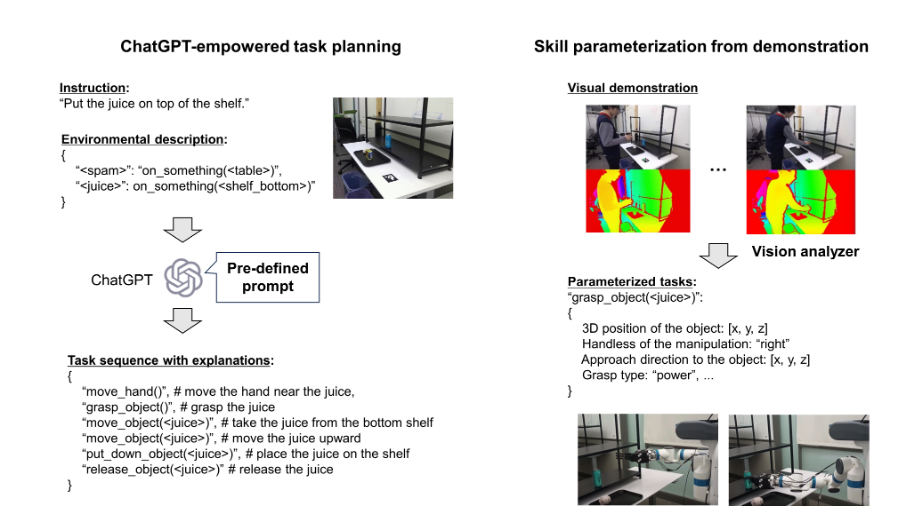 ChatGPT-empowered task planning
Instruction:
“Put the juice on top of the shelf.”
Environmental description:
{
“<spam>”: “on_something(<table>)”,
“<juice>”: on_something(<shelf_bottom>)”
}
ChatGPT
Pre-defined
prompt
Task sequence with explanations:
{
“move_hand()”, # move the hand near the juice,
“grasp_object()”, # grasp the juice
“move_object(<juice>)”, # take the juice from the bottom shelf
“move_object(<juice>)”, # move the juice upward
“put_down_object(<juice>)”, # place the juice on the shelf
“release_object(<juice>)” # release the juice
}
Skill parameterization from demonstration
Visual demonstration
...
Vision analyzer
Parameterized tasks:
“grasp_object(<juice>)”:
{
3D position of the object: [x, y, z]
Handless of the manipulation: “right”
Approach direction to the object: [x, y, z]
Grasp type: “power”, ...
}